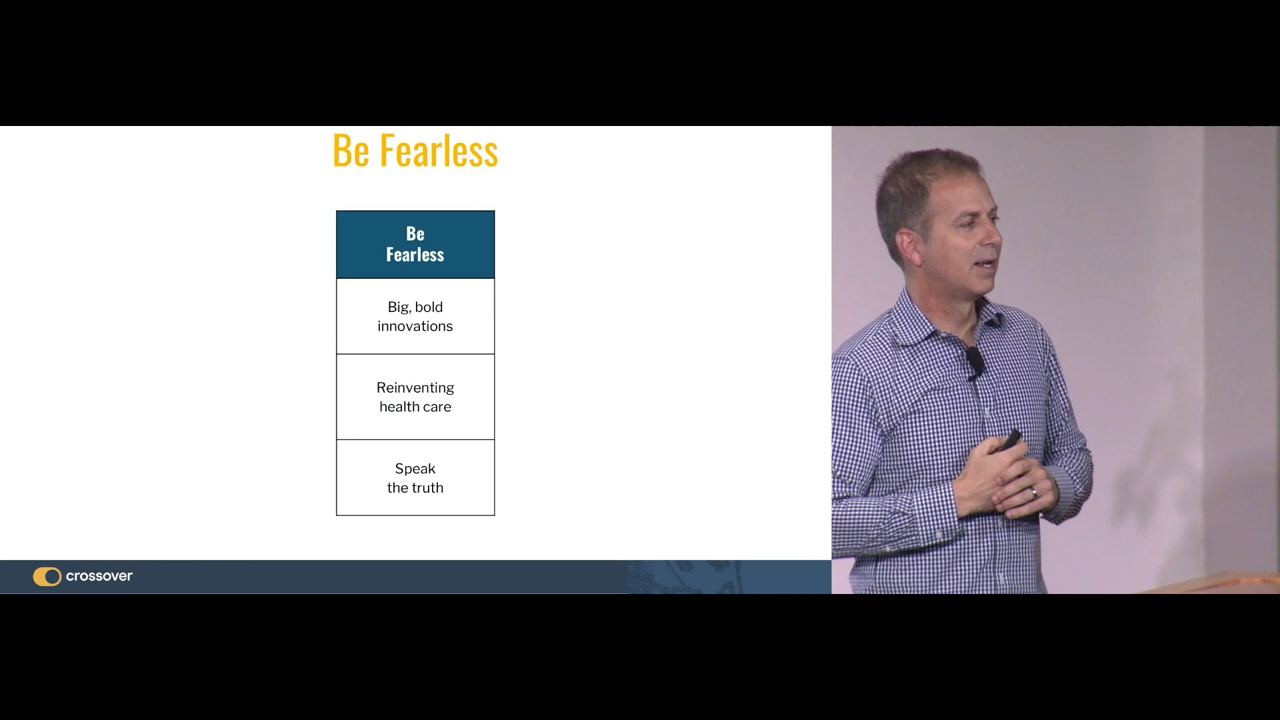 Be Fearless
Be
Fearless
Big, bold
innovations
Reinventing
health care
Speak
the truth
crossover